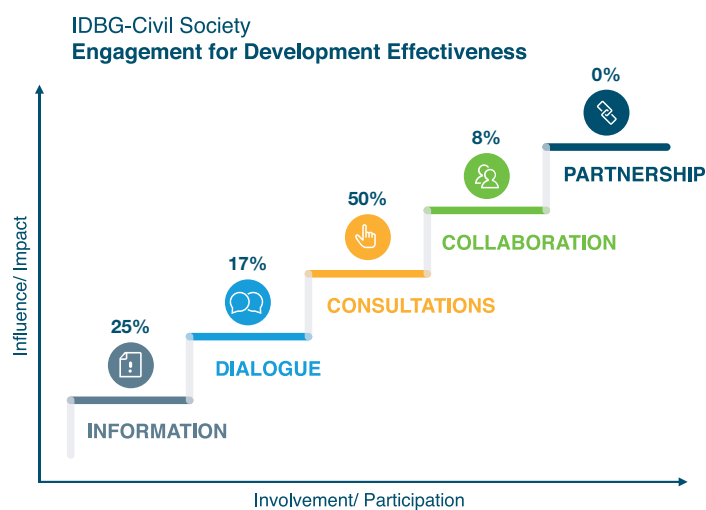 IDBG-Civil Society
Engagement for Development Effectiveness
0%
PARTNERSHIP
8%
COLLABORATION
50%
CONSULTATIONS
17%
DIALOGUE
25%
INFORMATION
Influence/ Impact
Involvement/ Participation